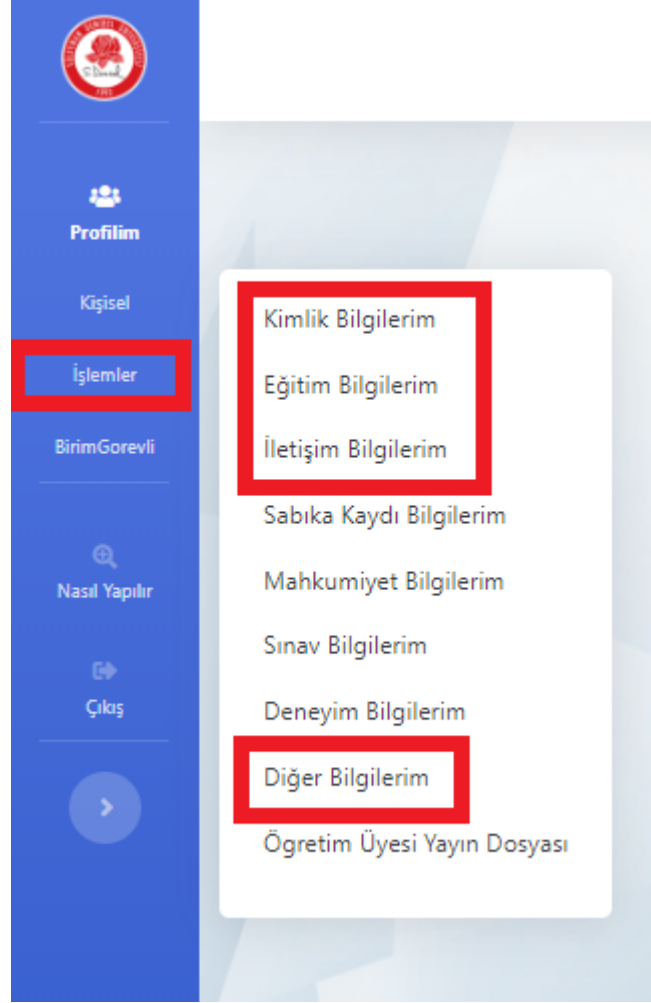 Profilim
Kişisel
İşlemler
BirimGorevli
Nasıl Yapılır
Çıkış
Kimlik Bilgilerim
Eğitim Bilgilerim
İletişim Bilgilerim
Sabıka Kaydı Bilgilerim
Mahkumiyet Bilgilerim
Sınav Bilgilerim
Deneyim Bilgilerim
Diğer Bilgilerim
Ögretim Üyesi Yayın Dosyası